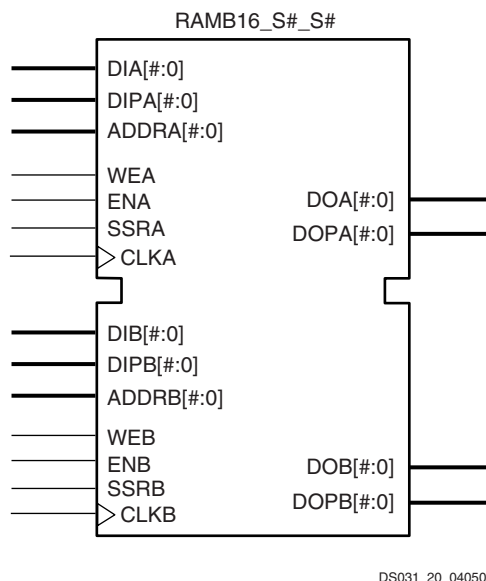 RAMB16_S#_S#
DIA[#:0]
DIPA[#:0]
ADDRA[#:0]
WEA
ENA
SSRA
CLKA
DOA[#:0]
DOPA[#:0]
DIB[#:0]
DIPB[#:0]
ADDRB[#:0]
WEB
ENB
SSRB
CLKB
DOB[#:0]
DOPB[#:0]
DS031_20_04050